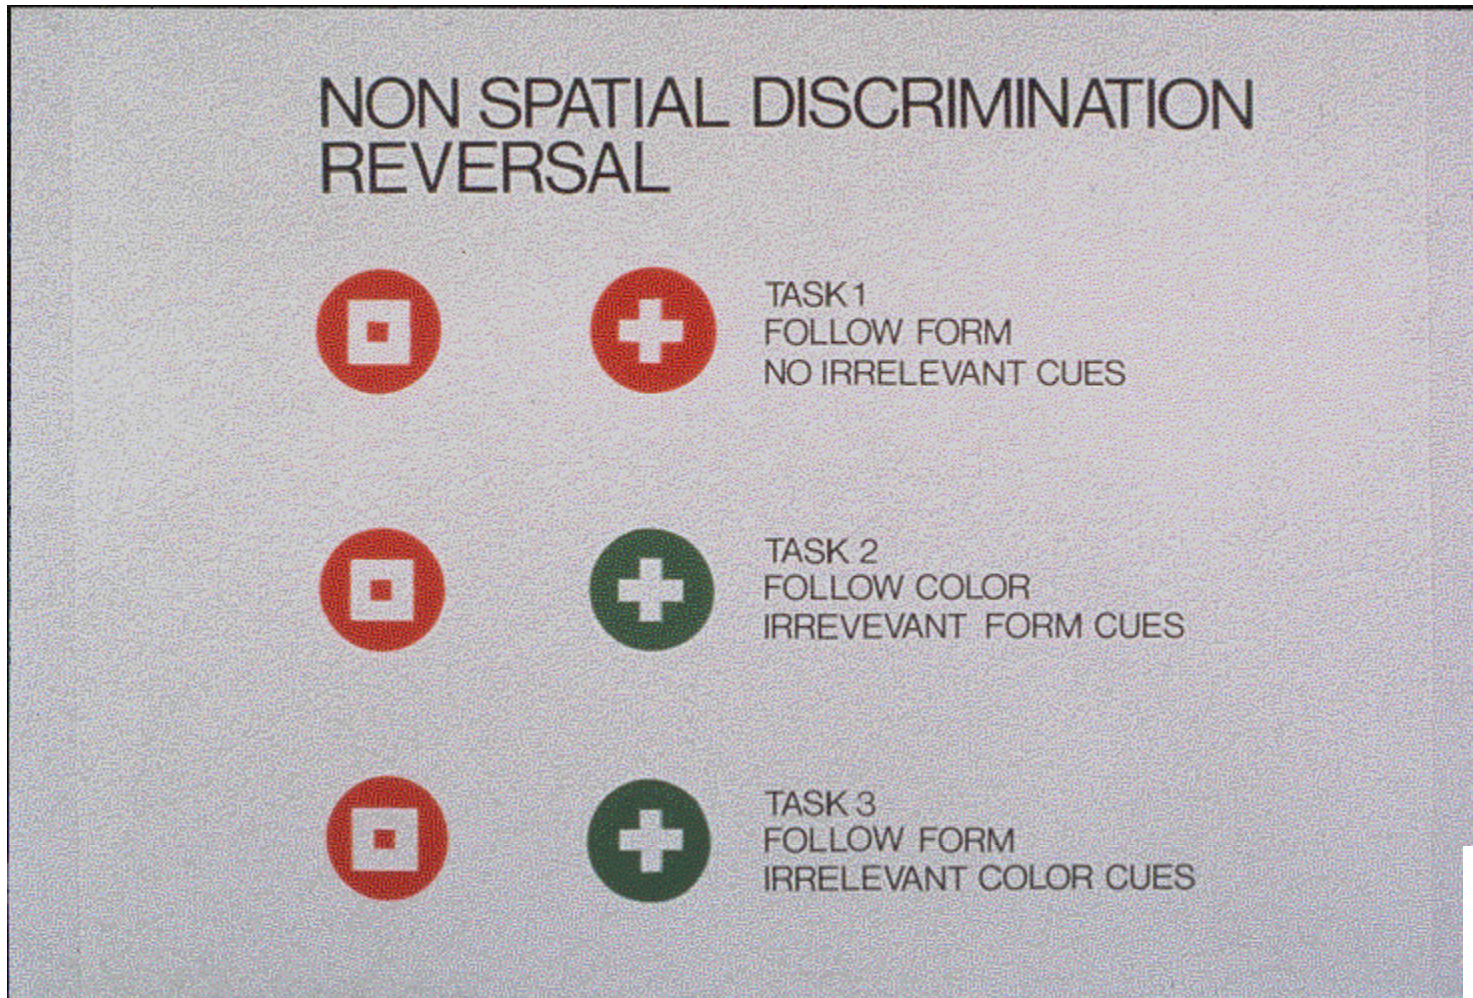 NON SPATIAL DISCRIMINATION
REVERSAL
TASK 1
FOLLOW FORM
NO IRRELEVANT CUES
TASK 2
FOLLOW COLOR
IRREVEVANT FORM CUES
TASK 3
FOLLOW FORM
IRRELEVANT COLOR CUES